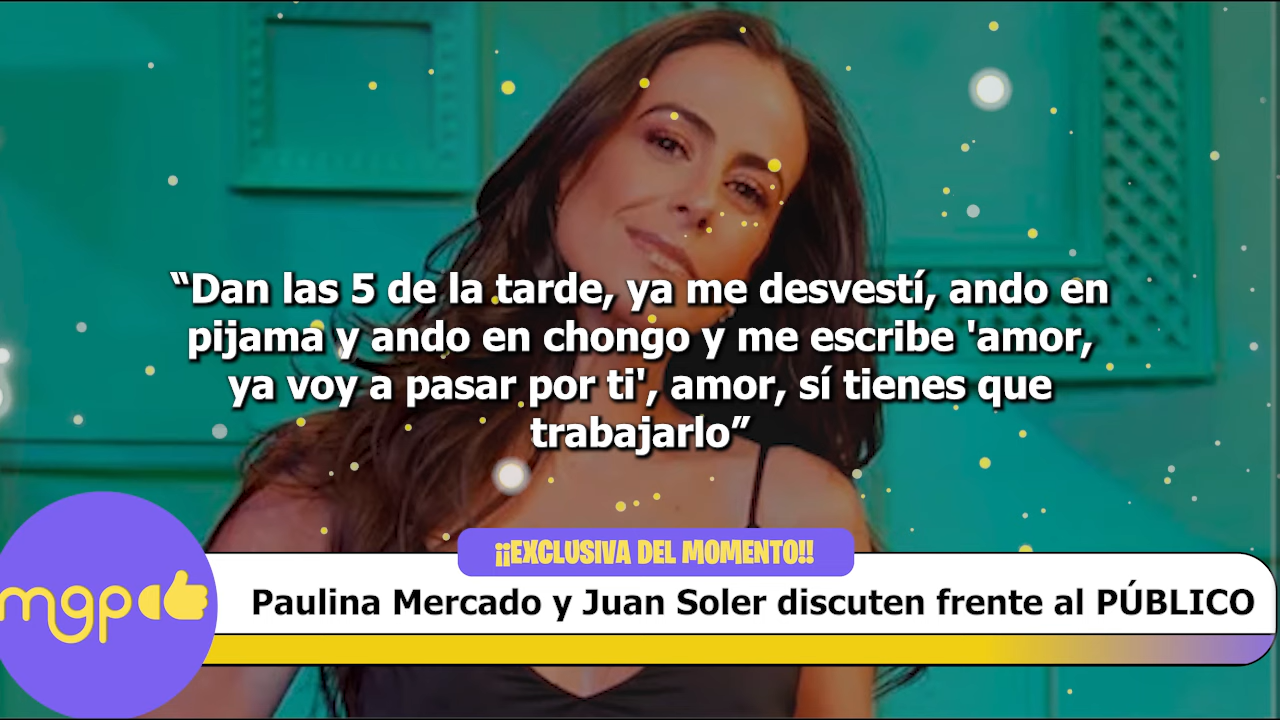 “Dan las 5 de la tarde, ya me desvestí, ando en
pijama y ando en chongo y me escribe 'amor,
ya voy a pasar por ti', amor, sí tienes que
trabajarlo”
¡¡EXCLUSIVA DEL MOMENTO!!
mgp
Paulina Mercado y Juan Soler discuten frente al PÚBLICO